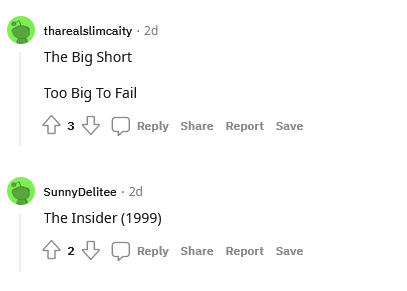 tharealslimcaity · 2d
The Big Short
Too Big To Fail
3 Reply Share Report Save
SunnyDelitee · 2d
The Insider (1999)
2 Reply Share Report Save